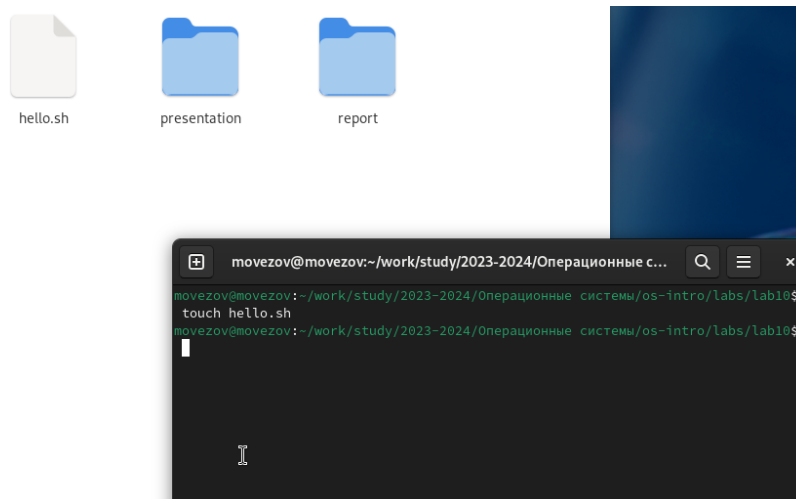 hello.sh
presentation
report
movezov@movezov:~/work/study/2023-2024/Операционные с...
movezov@movezov:~/work/study/2023-2024/Операционные системы/os-intro/labs/lab10$
touch hello.sh
movezov@movezov:~/work/study/2023-2024/Операционные системы/os-intro/labs/lab10$